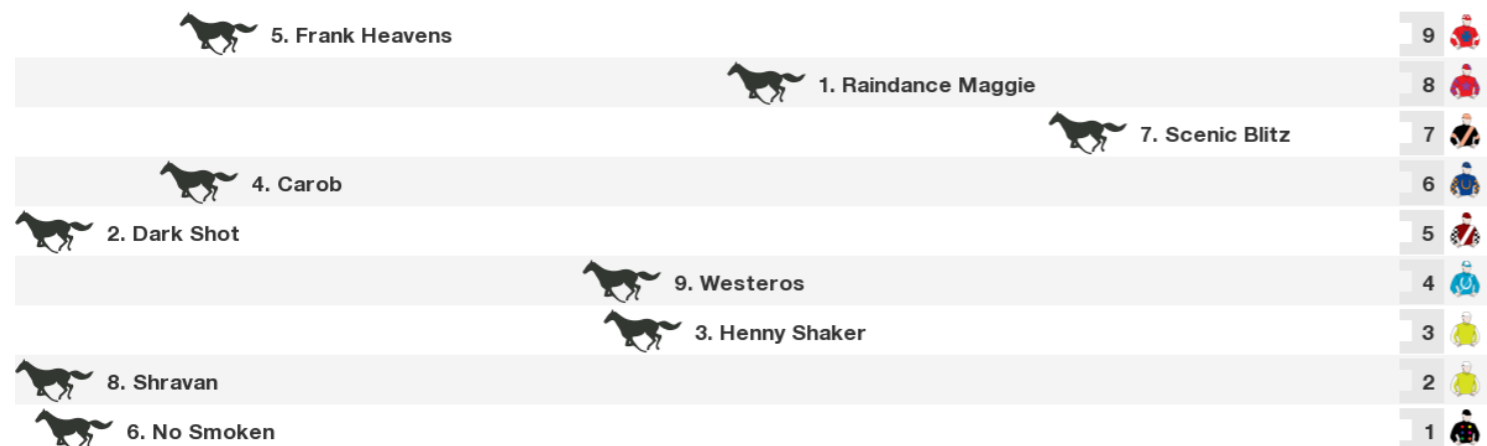 5. Frank Heavens 9
1. Raindance Maggie 8
7. Scenic Blitz 7
4. Carob 6
2. Dark Shot 5
9. Westeros 4
3. Henny Shaker 3
8. Shravan 2
6. No Smoken 1